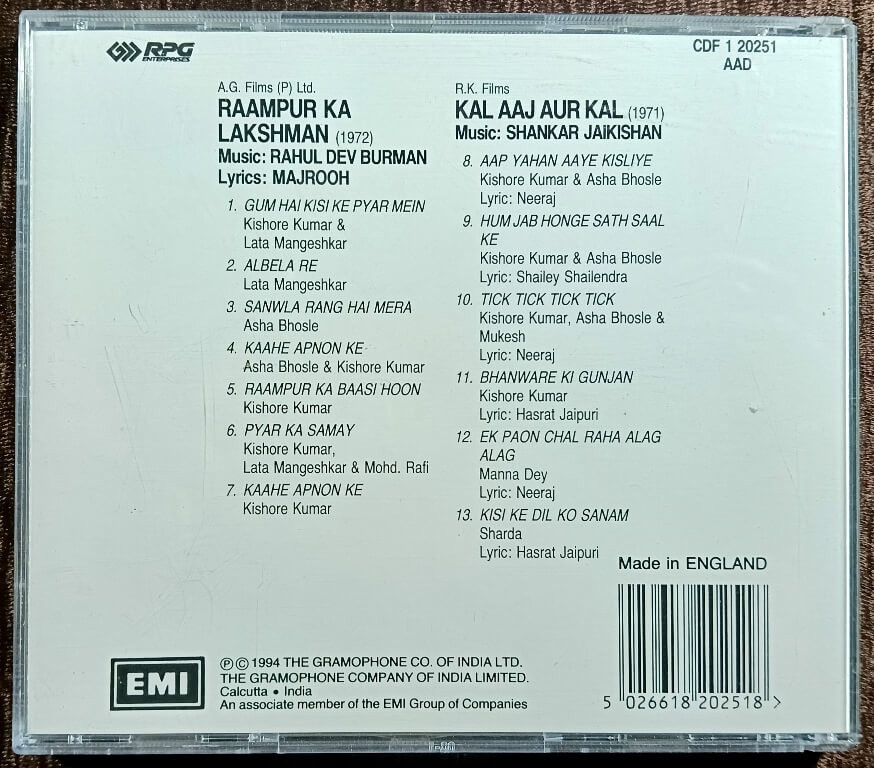 RPG
ENTERPRISES
CDF 1 20251
AAD
A.G. Films (P) Ltd.
RAAMPUR KA
LAKSHMAN (1972)
Music: RAHUL DEV BURMAN
Lyrics: MAJROOH
1. GUM HAI KISI KE PYAR MEIN
Kishore Kumar &
Lata Mangeshkar
2. ALBELA RE
Lata Mangeshkar
3. SANWLA RANG HAI MERA
Asha Bhosle
4. KAAHE APNON KE
Asha Bhosle & Kishore Kumar
5. RAAMPUR KA BAASI HOON
Kishore Kumar
6. PYAR KA SAMAY
Kishore Kumar,
Lata Mangeshkar & Mohd. Rafi
7. KAAHE APNON KE
Kishore Kumar
R.K. Films
KAL AAJ AUR KAL (1971)
Music: SHANKAR JAIKISHAN
8. AAP YAHAN AAYE KISLIYE
Kishore Kumar & Asha Bhosle
Lyric: Neeraj
9. HUM JAB HONGE SATH SAAL
KE
Kishore Kumar & Asha Bhosle
Lyric: Shailey Shailendra
10. TICK TICK TICK TICK
Kishore Kumar, Asha Bhosle &
Mukesh
Lyric: Neeraj
11. BHANWARE KI GUNJAN
Kishore Kumar
Lyric: Hasrat Jaipuri
12. EK PAON CHAL RAHA ALAG
ALAG
Manna Dey
Lyric: Neeraj
13. KISI KE DIL KO SANAM
Sharda
Lyric: Hasrat Jaipuri
Made in ENGLAND
5 026618 202518 >
EMI
℗ © 1994 THE GRAMOPHONE CO. OF INDIA LTD.
THE GRAMOPHONE COMPANY OF INDIA LIMITED.
Calcutta • India
An associate member of the EMI Group of Companies